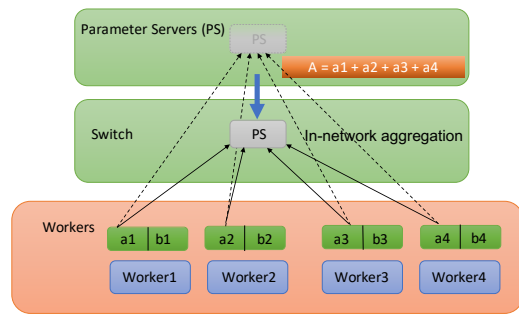 Parameter Servers (PS)
PS
A = a1 + a2 + a3 + a4
Switch
PS
In-network aggregation
Workers
a1 b1 a2 b2 a3 b3 a4 b4
Worker1 Worker2 Worker3 Worker4